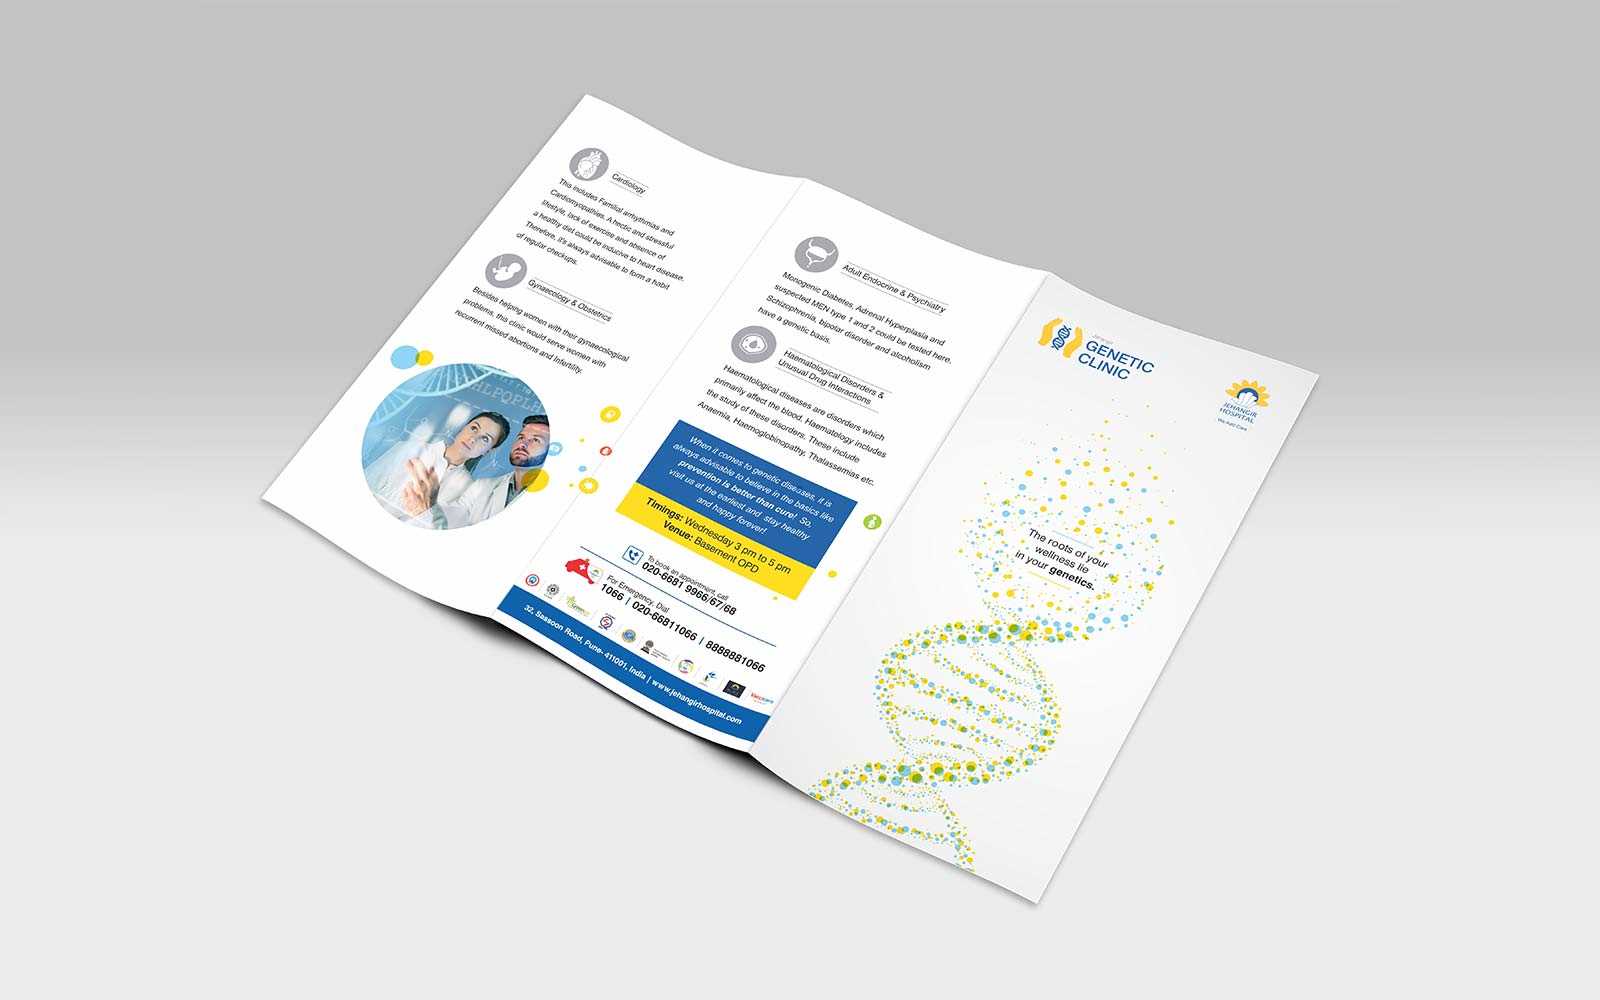 Cardiology
This includes Familial arrhythmias and
Cardiomyopathies. A hectic and stressful
lifestyle, lack of exercise and absence of
a healthy diet could be inducive to heart disease.
Therefore, it's always advisable to form a habit
of regular checkups.
Gynaecology & Obstetrics
Besides helping women with their gynaecological
problems, this clinic would serve women with
recurrent missed abortions and Infertility.
HLPQPLH
Adult Endocrine & Psychiatry
Monogenic Diabetes, Adrenal Hyperplasia and
suspected MEN type 1 and 2 could be tested here.
Schizophrenia, bipolar disorder and alcoholism
have a genetic basis.
Haematological Disorders &
Unusual Drug Interactions
Haematological diseases are disorders which
primarily affect the blood. Haematology includes
the study of these disorders. These include
Anaemia, Haemoglobinopathy, Thalassemias etc.
When it comes to genetic diseases, it is
always advisable to believe in the basics like
prevention is better than cure! So,
visit us at the earliest and stay healthy
and happy forever!
Timings: Wednesday 3 pm to 5 pm
Venue: Basement OPD
To book an appointment, call
020-6681 9966/67/68
For Emergency, Dial
1066 | 020-66811066 | 8888881066
32, Sassoon Road, Pune- 411001, India | www.jehangirhospital.com
Jehangir
GENETIC
CLINIC
JEHANGIR
HOSPITAL
We Add Care
The roots of your
wellness lie
in your genetics.